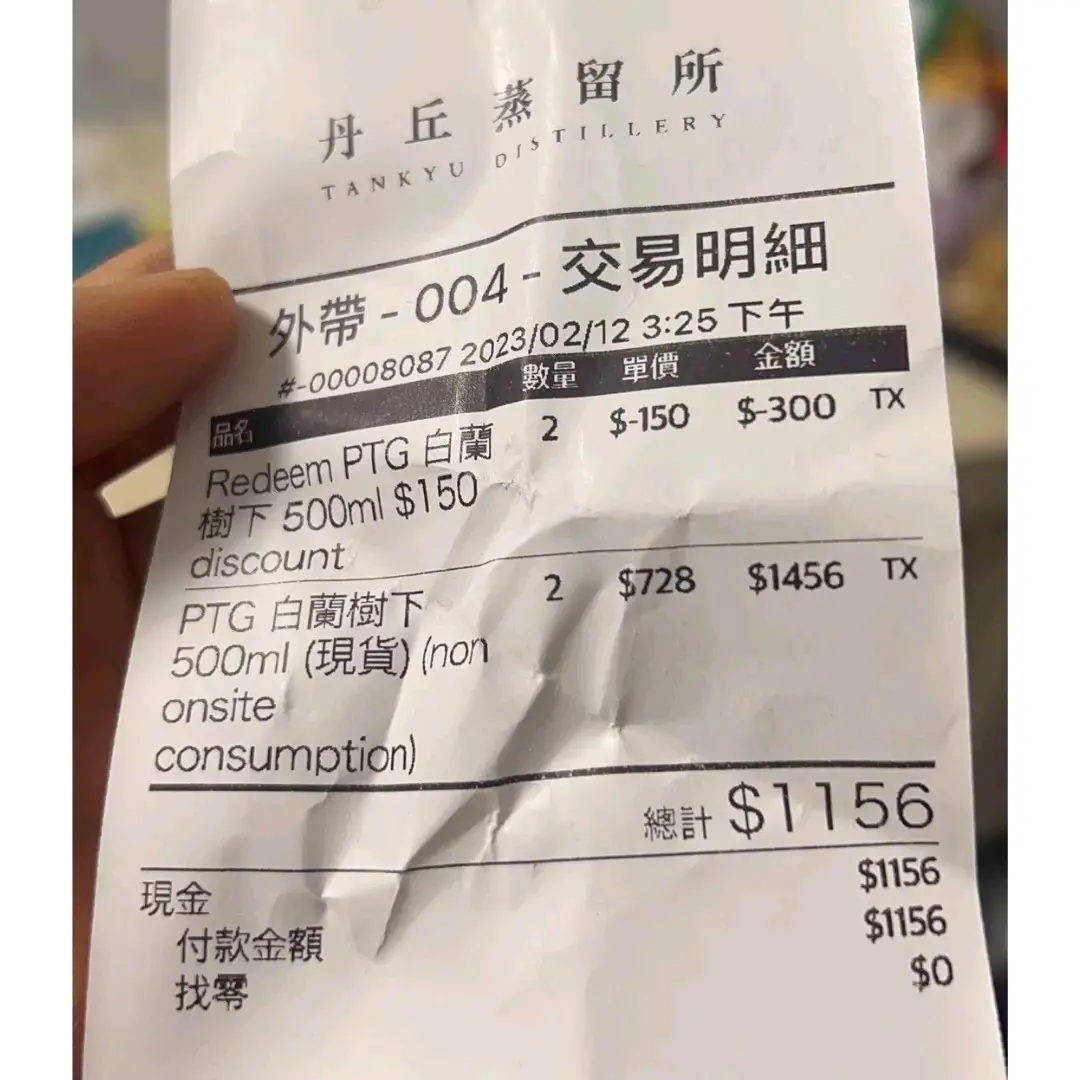 丹丘蒸留所
TANKYU DISTILLERY
外帶 - 004 - 交易明細
#-00008087 2023/02/12 3:25 下午
品名 數量 單價 金額
Redeem PTG 白蘭 2 $-150 $-300 TX
樹下 500ml $150
discount
PTG 白蘭樹下 2 $728 $1456 TX
500ml (現貨) (non
onsite
consumption)
總計 $1156
現金 $1156
付款金額 $1156
找零 $0